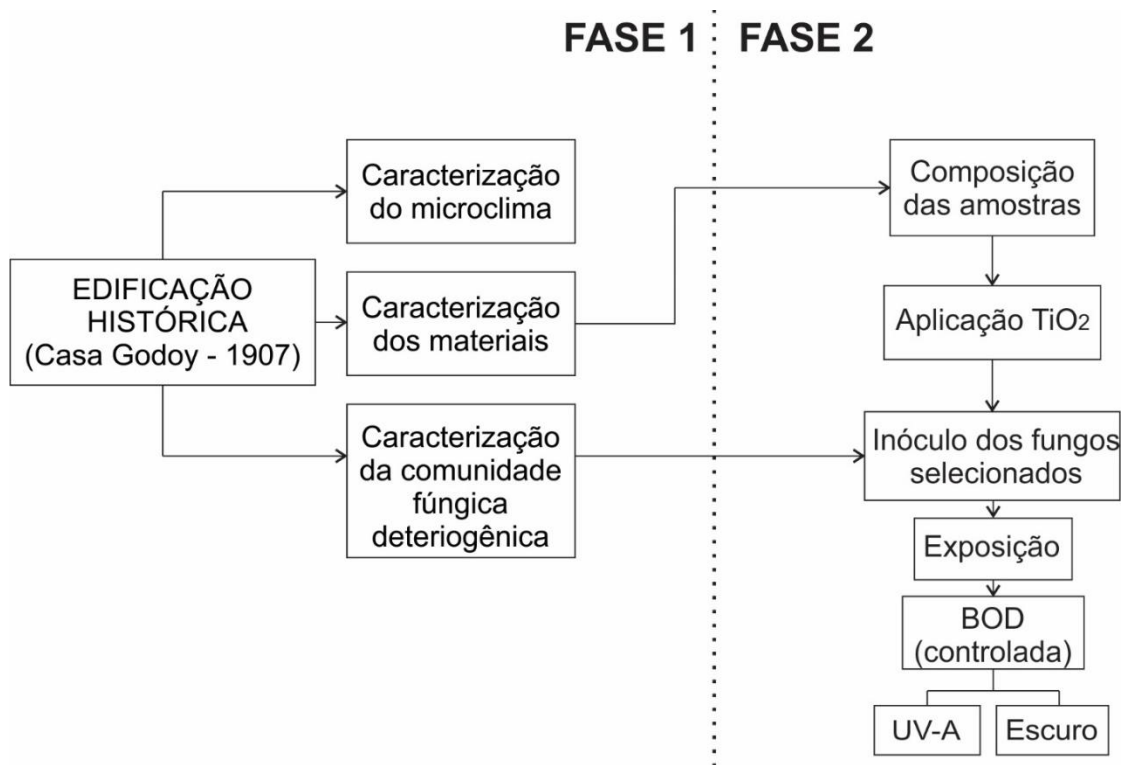 FASE 1
FASE 2
EDIFICAÇÃO
HISTÓRICA
(Casa Godoy - 1907)
Caracterização
do microclima
Caracterização
dos materiais
Caracterização
da comunidade
fúngica
deteriogênica
Composição
das amostras
Aplicação TiO2
Inóculo dos fungos
selecionados
Exposição
BOD
(controlada)
UV-A
Escuro